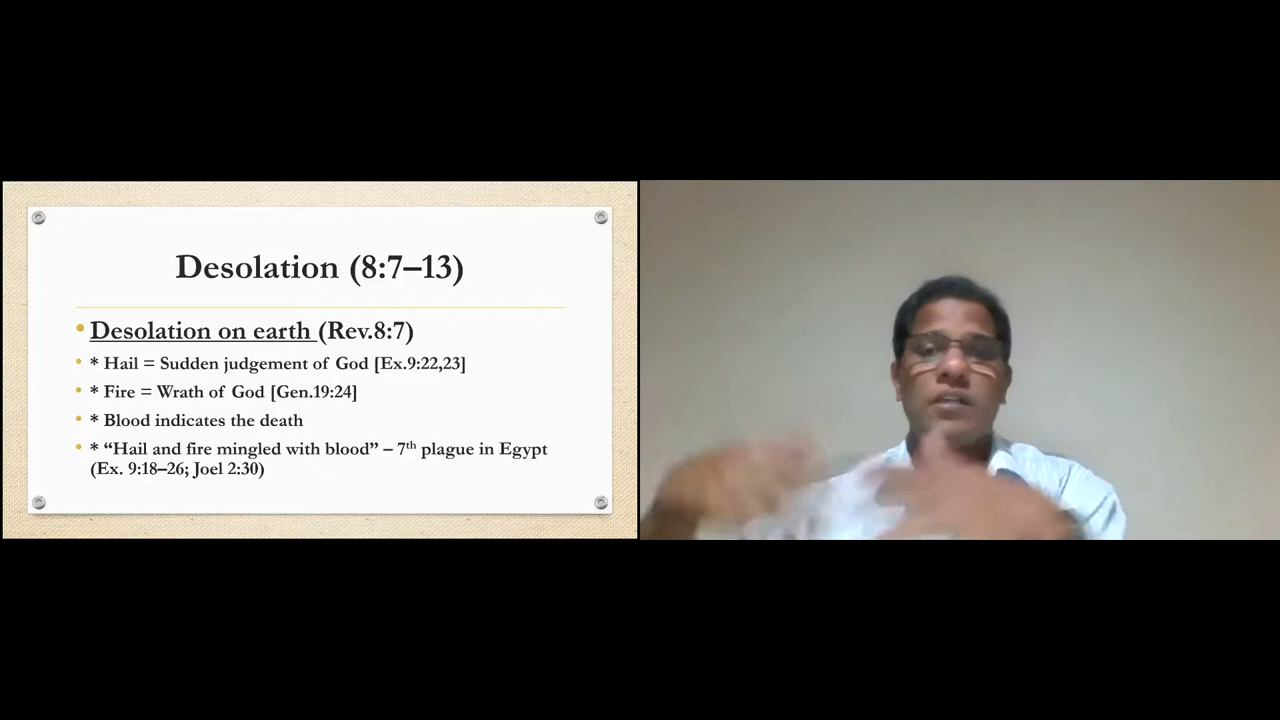 Desolation (8:7–13)
• Desolation on earth (Rev.8:7)
• * Hail = Sudden judgement of God [Ex.9:22,23]
• * Fire = Wrath of God [Gen.19:24]
• * Blood indicates the death
• * “Hail and fire mingled with blood” – 7th plague in Egypt
(Ex. 9:18–26; Joel 2:30)